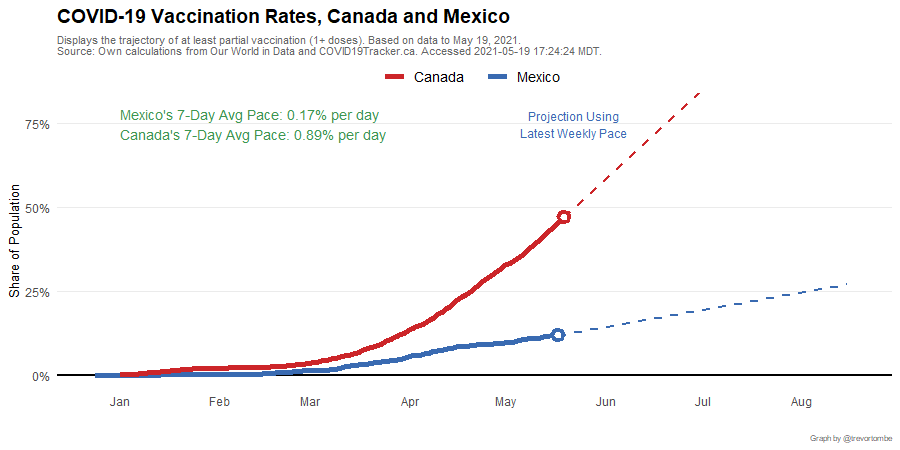 COVID-19 Vaccination Rates, Canada and Mexico
Displays the trajectory of at least partial vaccination (1+ doses). Based on data to May 19, 2021.
Source: Own calculations from Our World in Data and COVID19Tracker.ca. Accessed 2021-05-19 17:24:24 MDT.
Canada Mexico
Mexico's 7-Day Avg Pace: 0.17% per day
Canada's 7-Day Avg Pace: 0.89% per day
Projection Using
Latest Weekly Pace
Share of Population
75%
50%
25%
0%
Jan Feb Mar Apr May Jun Jul Aug
Graph by @trevortombe